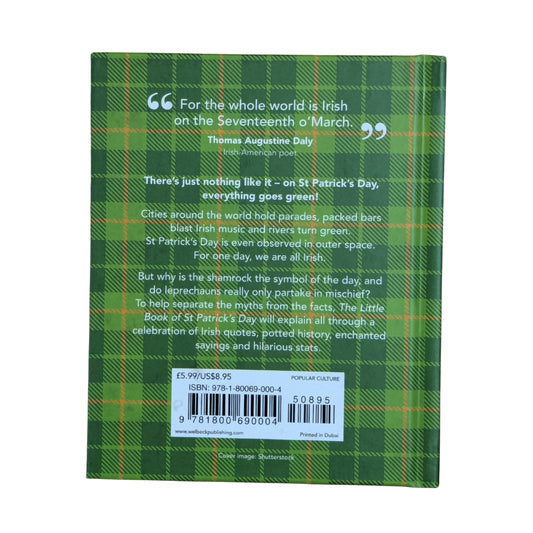 “ For the whole world is Irish
on the Seventeenth o’March. ”
Thomas Augustine Daly
Irish-American poet
There’s just nothing like it – on St Patrick’s Day,
everything goes green!
Cities around the world hold parades, packed bars
blast Irish music and rivers turn green.
St Patrick’s Day is even observed in outer space.
For one day, we are all Irish.
But why is the shamrock the symbol of the day, and
do leprechauns really only partake in mischief?
To help separate the myths from the facts, The Little
Book of St Patrick’s Day will explain all through a
celebration of Irish quotes, potted history, enchanted
sayings and hilarious stats.
£5.99/US$8.95 POPULAR CULTURE
ISBN: 978-1-80069-000-4
50895
9 781800 690004
www.welbeckpublishing.com Printed in Dubai
Cover image: Shutterstock